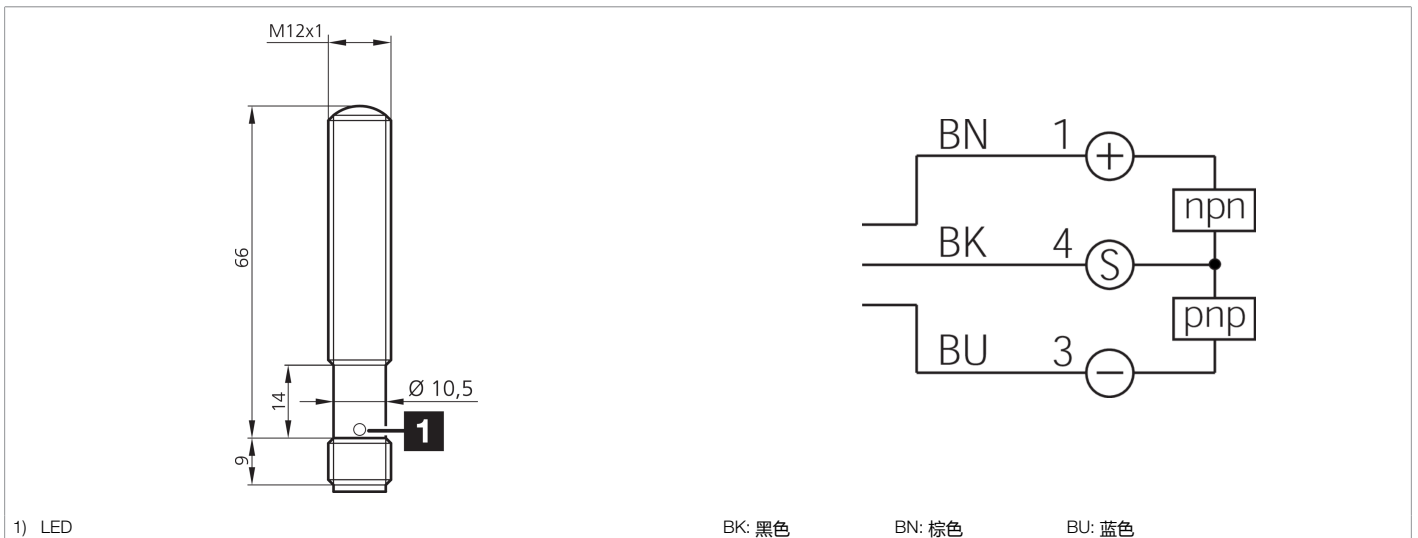 M12x1
66
14
Ø 10,5
1
9
BN 1 +
npn
BK 4 S
pnp
BU 3 −
1) LED
BK: 黑色 BN: 棕色 BU: 蓝色